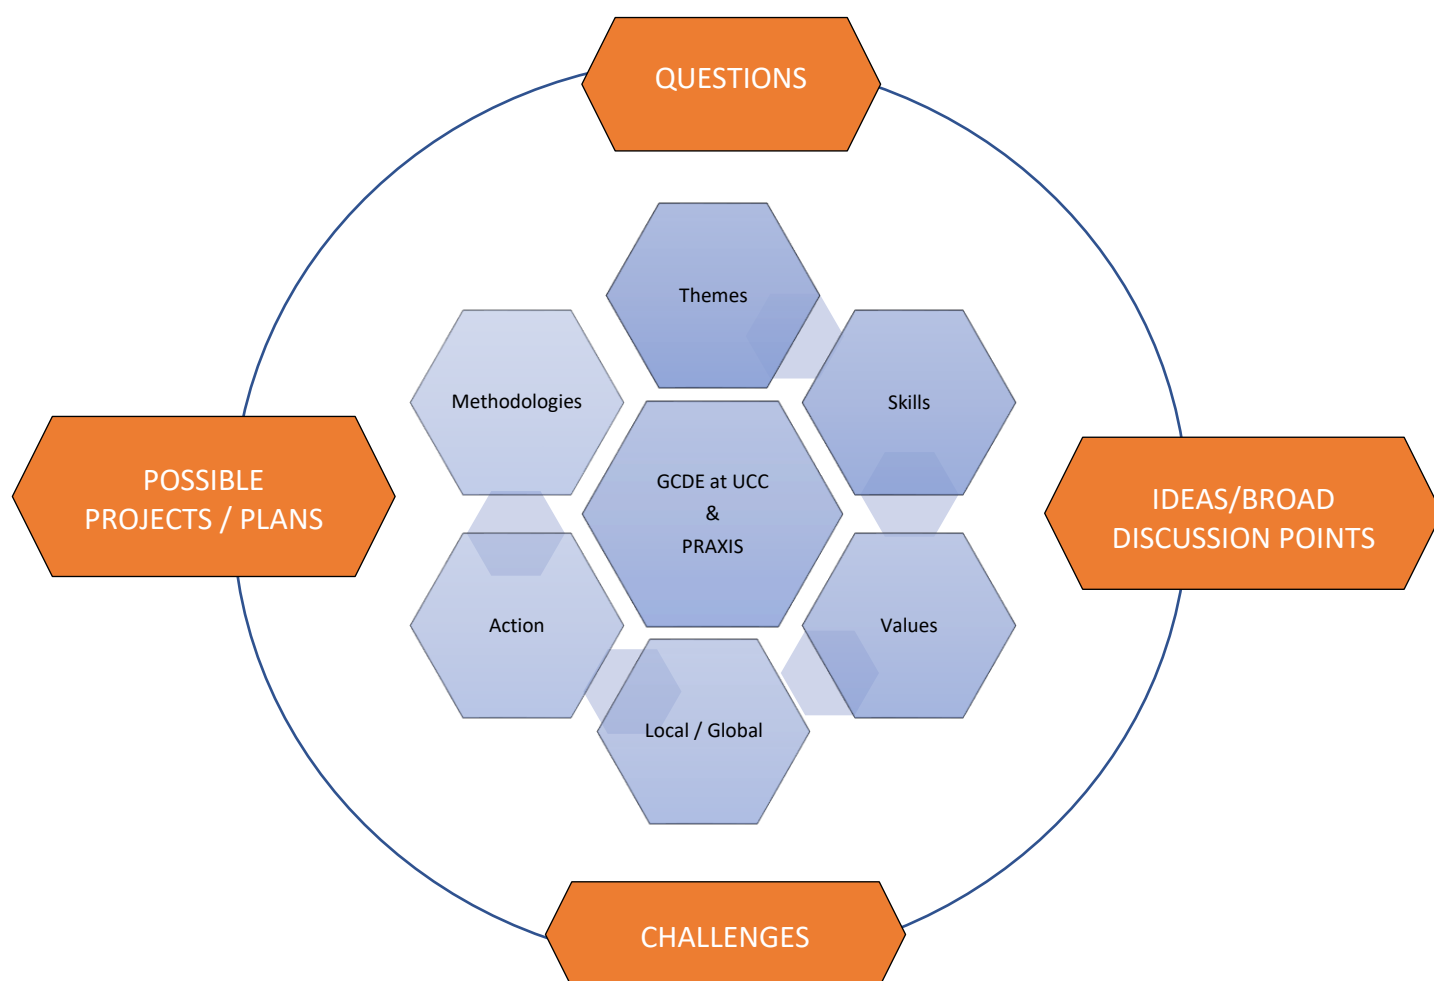 QUESTIONS
Themes
Methodologies
Skills
POSSIBLE
PROJECTS / PLANS
GCDE at UCC
&
PRAXIS
IDEAS/BROAD
DISCUSSION POINTS
Action
Values
Local / Global
CHALLENGES